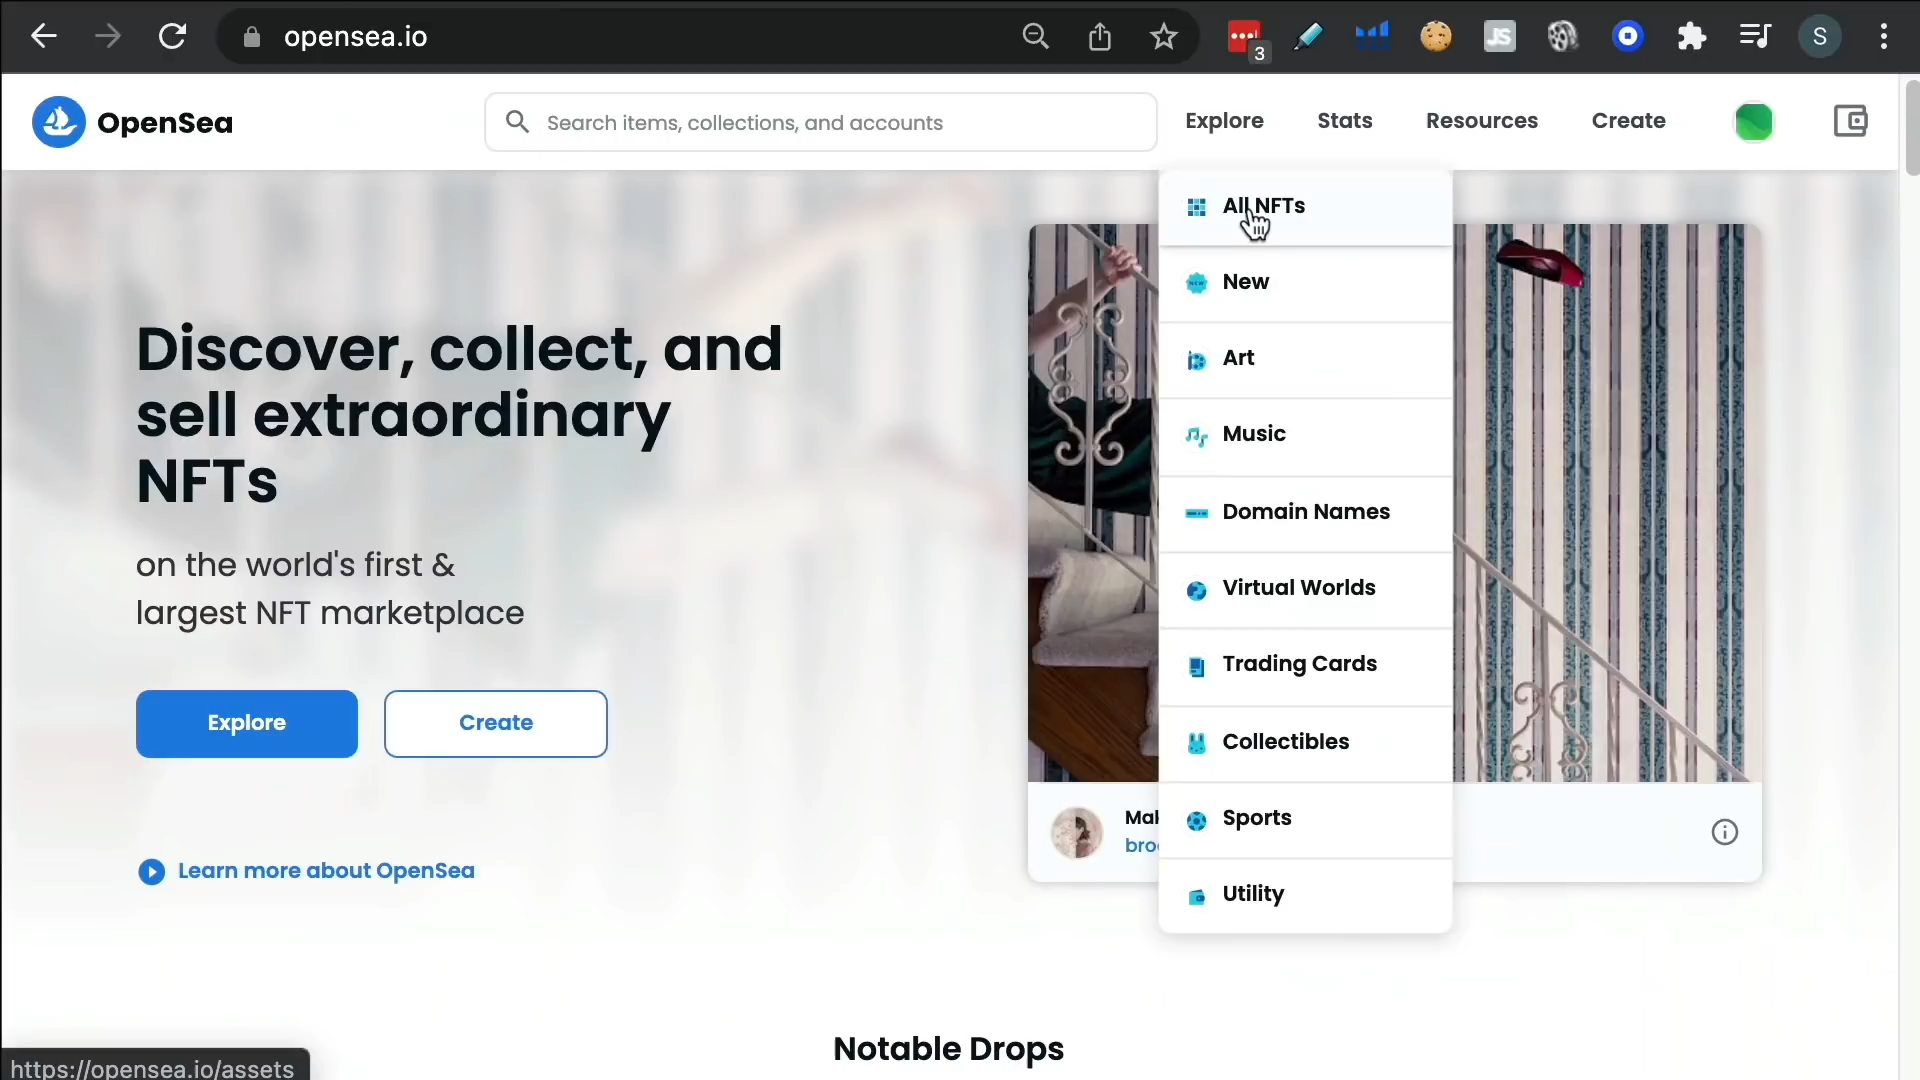 opensea.io
3
JS
S
OpenSea
Search items, collections, and accounts
Explore
Stats
Resources
Create
All NFTs
New
Art
Music
Domain Names
Virtual Worlds
Trading Cards
Collectibles
Sports
Utility
Discover, collect, and
sell extraordinary
NFTs
on the world's first &
largest NFT marketplace
Explore
Create
Learn more about OpenSea
Notable Drops
https://opensea.io/assets